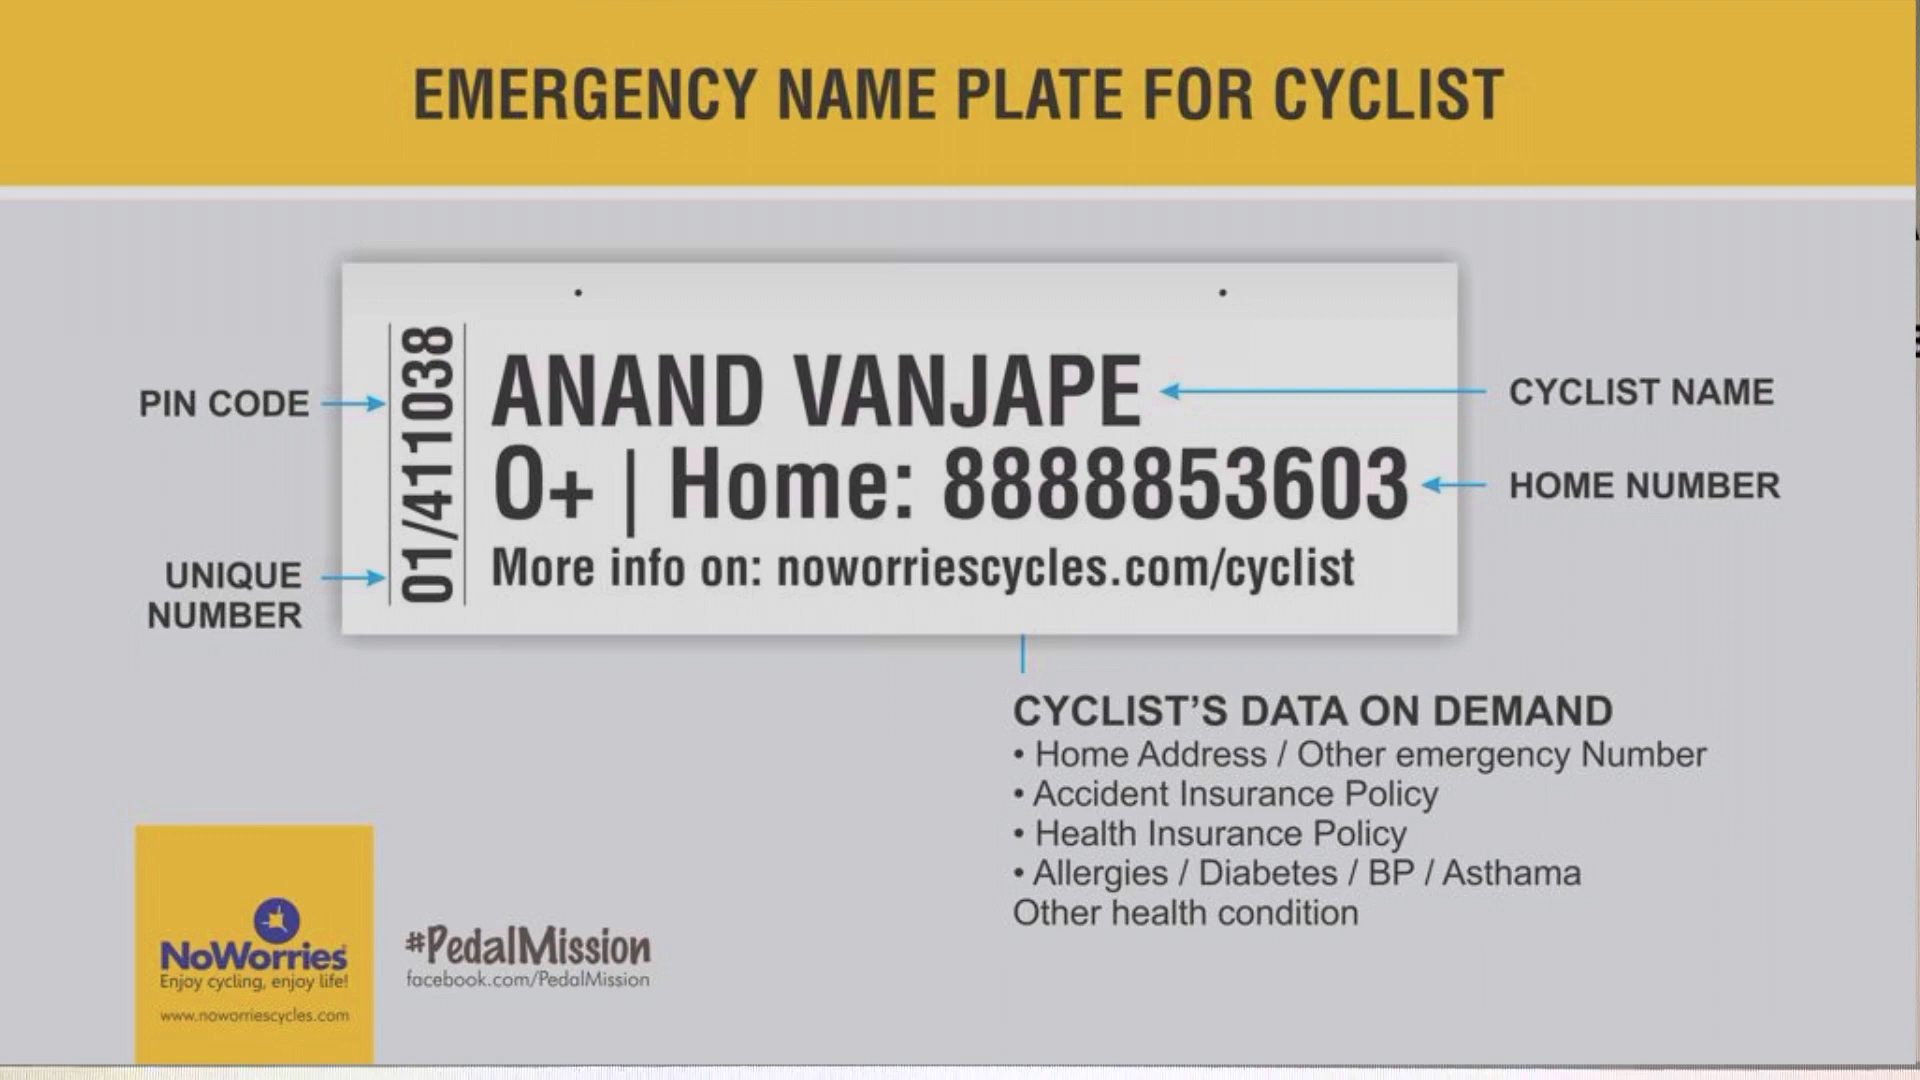 EMERGENCY NAME PLATE FOR CYCLIST
PIN CODE
UNIQUE
NUMBER
01/411038
ANAND VANJAPE
O+ | Home: 8888853603
More info on: noworriescycles.com/cyclist
CYCLIST NAME
HOME NUMBER
CYCLIST'S DATA ON DEMAND
• Home Address / Other emergency Number
• Accident Insurance Policy
• Health Insurance Policy
• Allergies / Diabetes / BP / Asthama
Other health condition
NoWorries
Enjoy cycling, enjoy life!
www.noworriescycles.com
#PedalMission
facebook.com/PedalMission